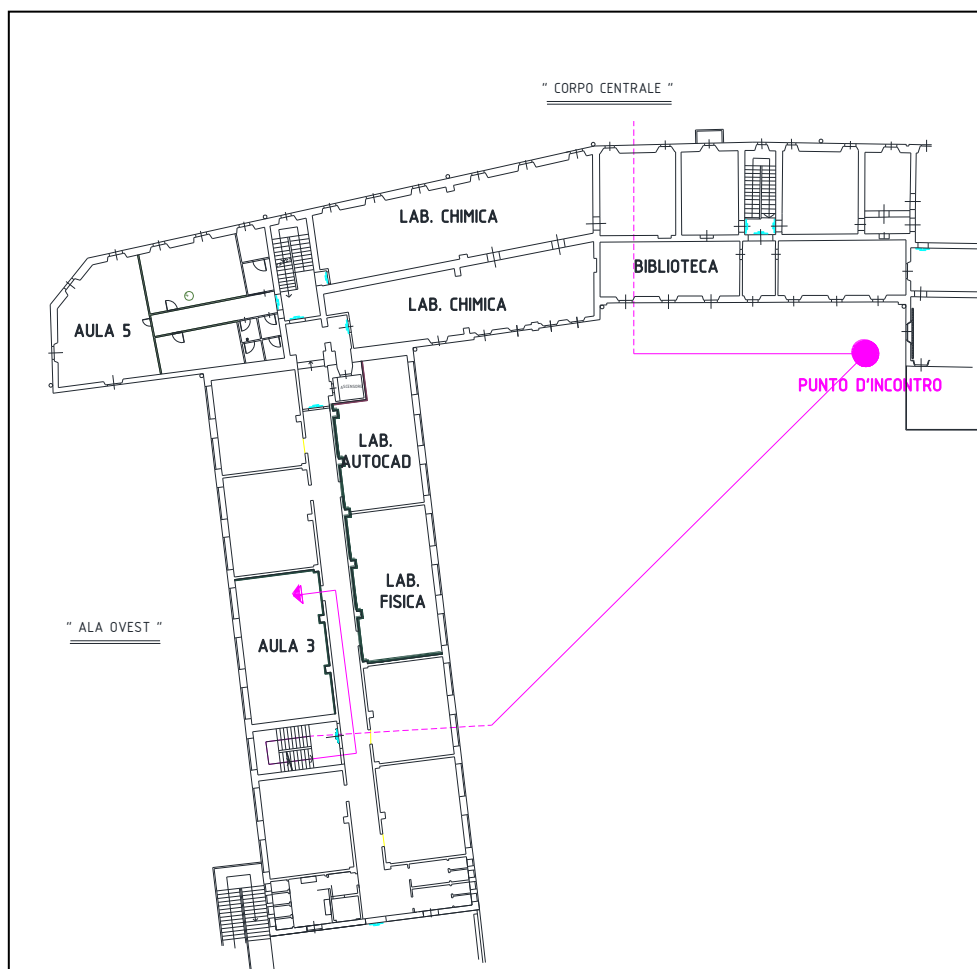 " CORPO CENTRALE "
LAB. CHIMICA
BIBLIOTECA
LAB. CHIMICA
AULA 5
PUNTO D'INCONTRO
ASCENSORE
LAB.
AUTOCAD
LAB.
FISICA
" ALA OVEST "
AULA 3